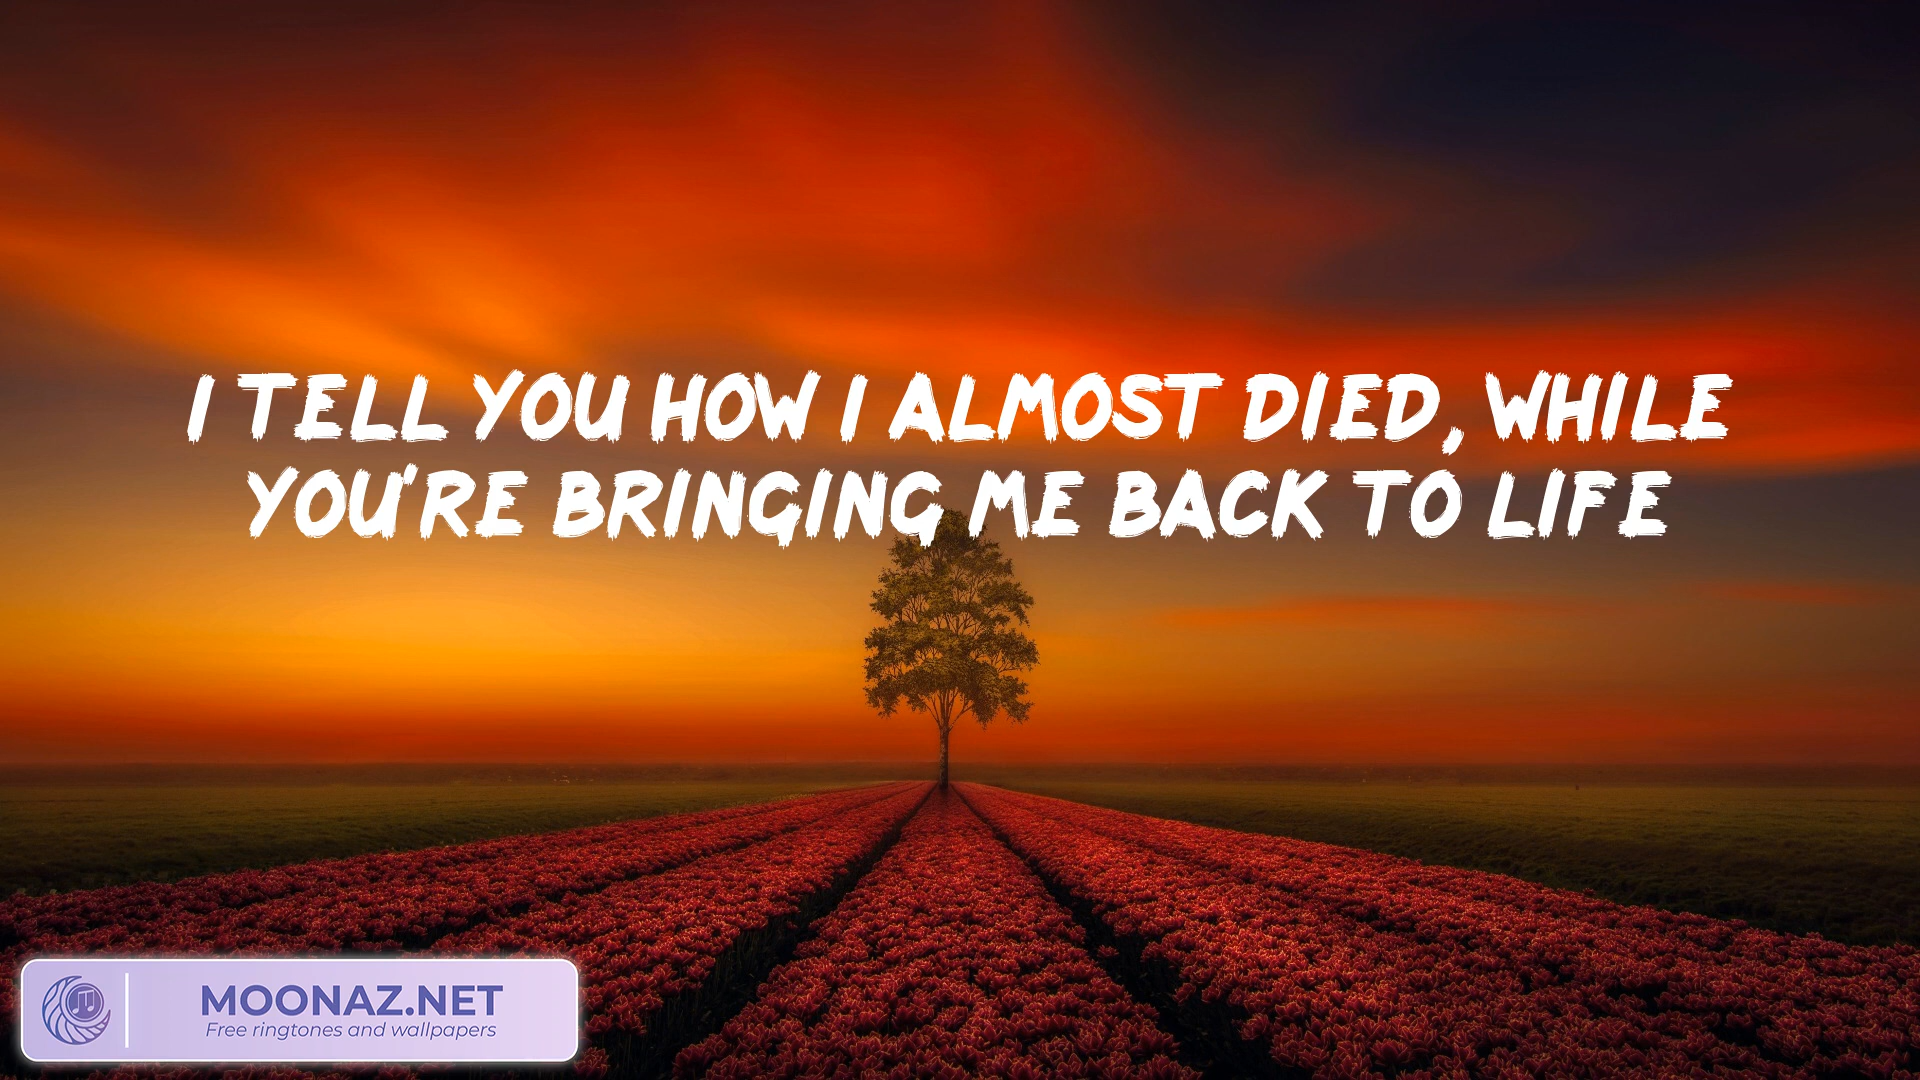 I TELL YOU HOW I ALMOST DIED, WHILE
YOU'RE BRINGING ME BACK TO LIFE
MOONAZ.NET
Free ringtones and wallpapers